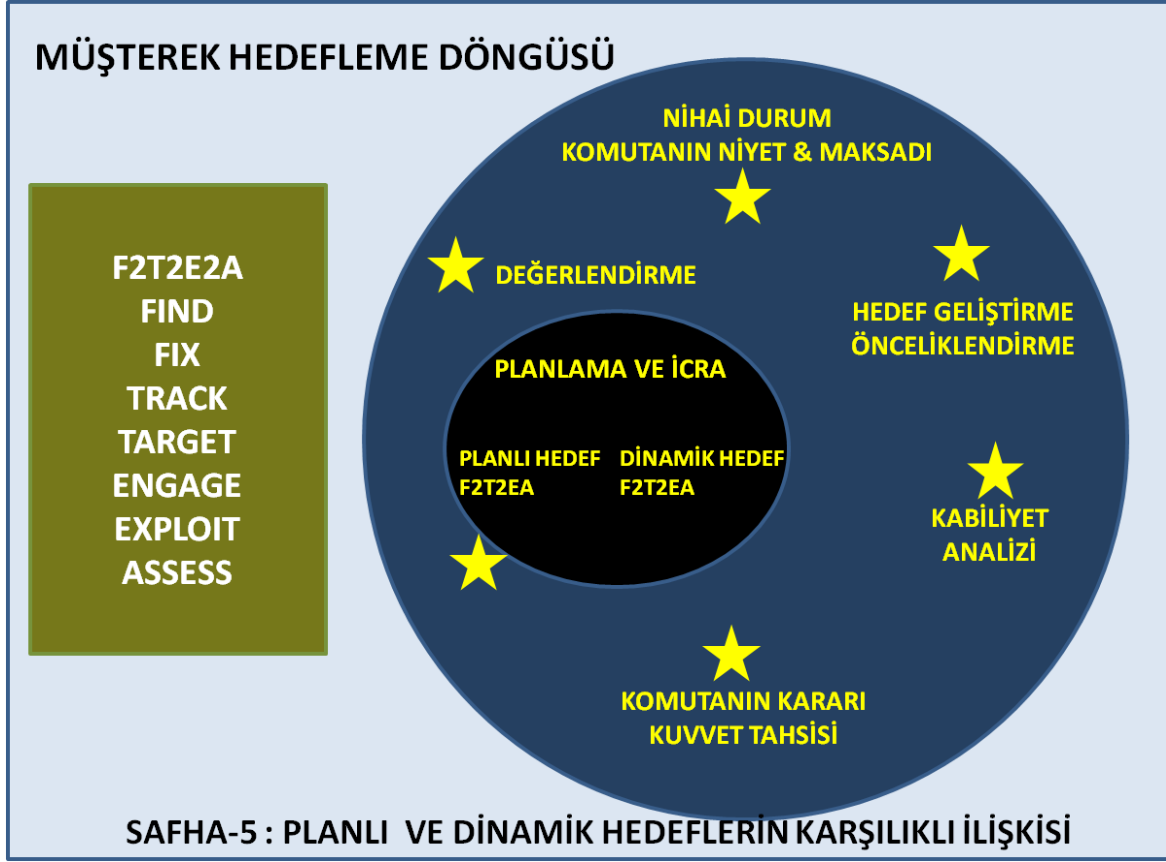 MÜŞTEREK HEDEFLEME DÖNGÜSÜ
F2T2E2A
FIND
FIX
TRACK
TARGET
ENGAGE
EXPLOIT
ASSESS
NİHAİ DURUM
KOMUTANIN NİYET & MAKSADI
DEĞERLENDİRME
HEDEF GELİŞTİRME
ÖNCELİKLENDİRME
PLANLAMA VE İCRA
PLANLI HEDEF
F2T2EA
DİNAMİK HEDEF
F2T2EA
KABİLİYET
ANALİZİ
KOMUTANIN KARARI
KUVVET TAHSİSİ
SAFHA-5 : PLANLI VE DİNAMİK HEDEFLERİN KARŞILIKLI İLİŞKİSİ